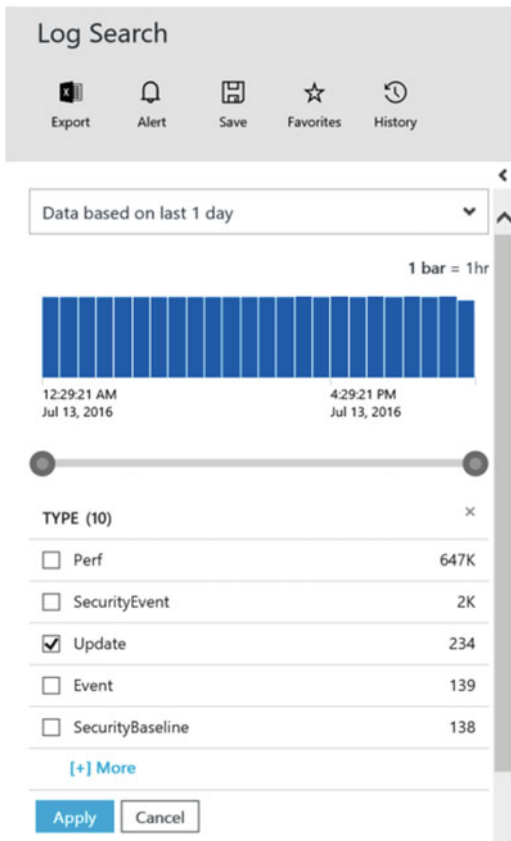 Log Search
Export Alert Save Favorites History
Data based on last 1 day
1 bar = 1hr
12:29:21 AM 4:29:21 PM
Jul 13, 2016 Jul 13, 2016
TYPE (10)
Perf 647K
SecurityEvent 2K
Update 234
Event 139
SecurityBaseline 138
[+] More
Apply Cancel